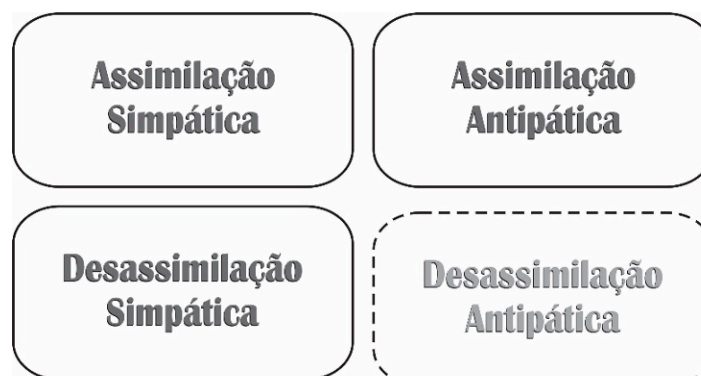 Assimilação
Simpática
Assimilação
Antipática
Desassimilação
Simpática
Desassimilação
Antipática